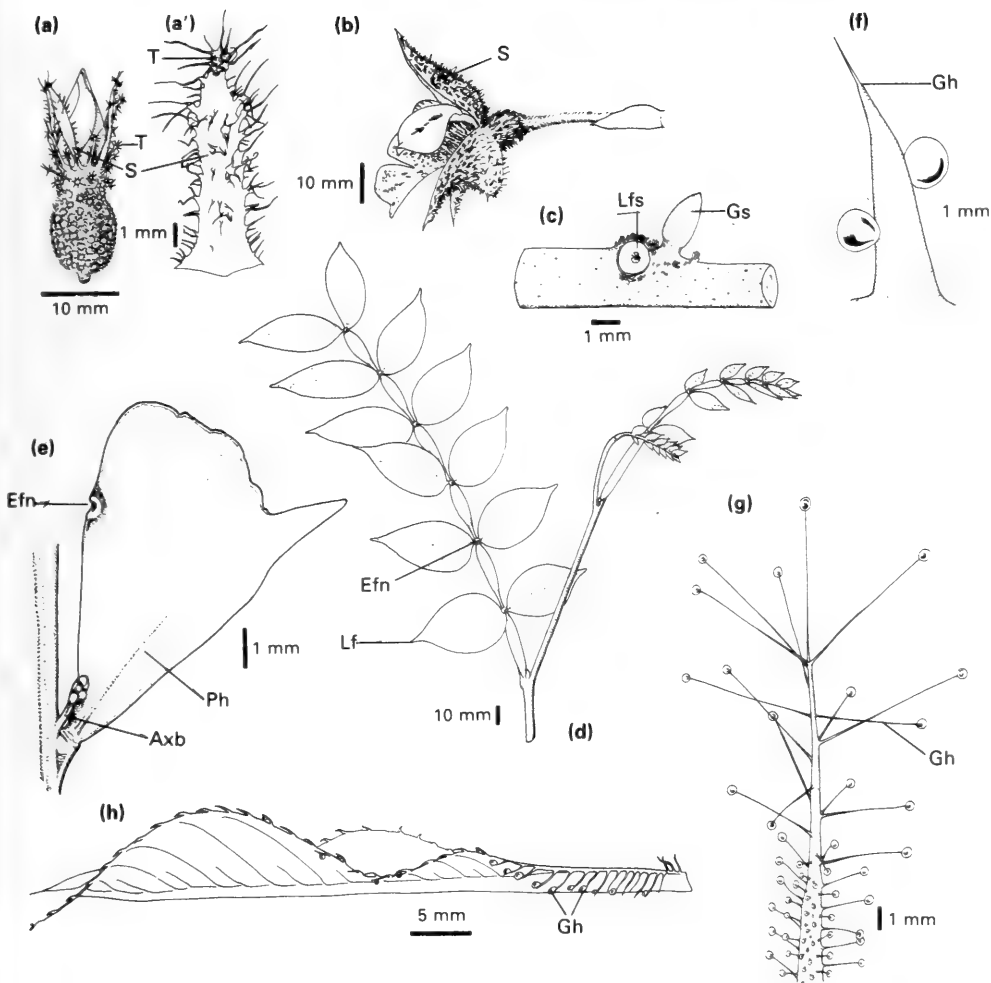 (a)
(a')
T
T
S
1 mm
10 mm
(b)
S
10 mm
(c)
Lfs
Gs
1 mm
(f)
Gh
1 mm
(e)
Efn
Ph
Axb
1 mm
Efn
Lf
10 mm
(d)
(g)
Gh
1 mm
(h)
5 mm
Gh